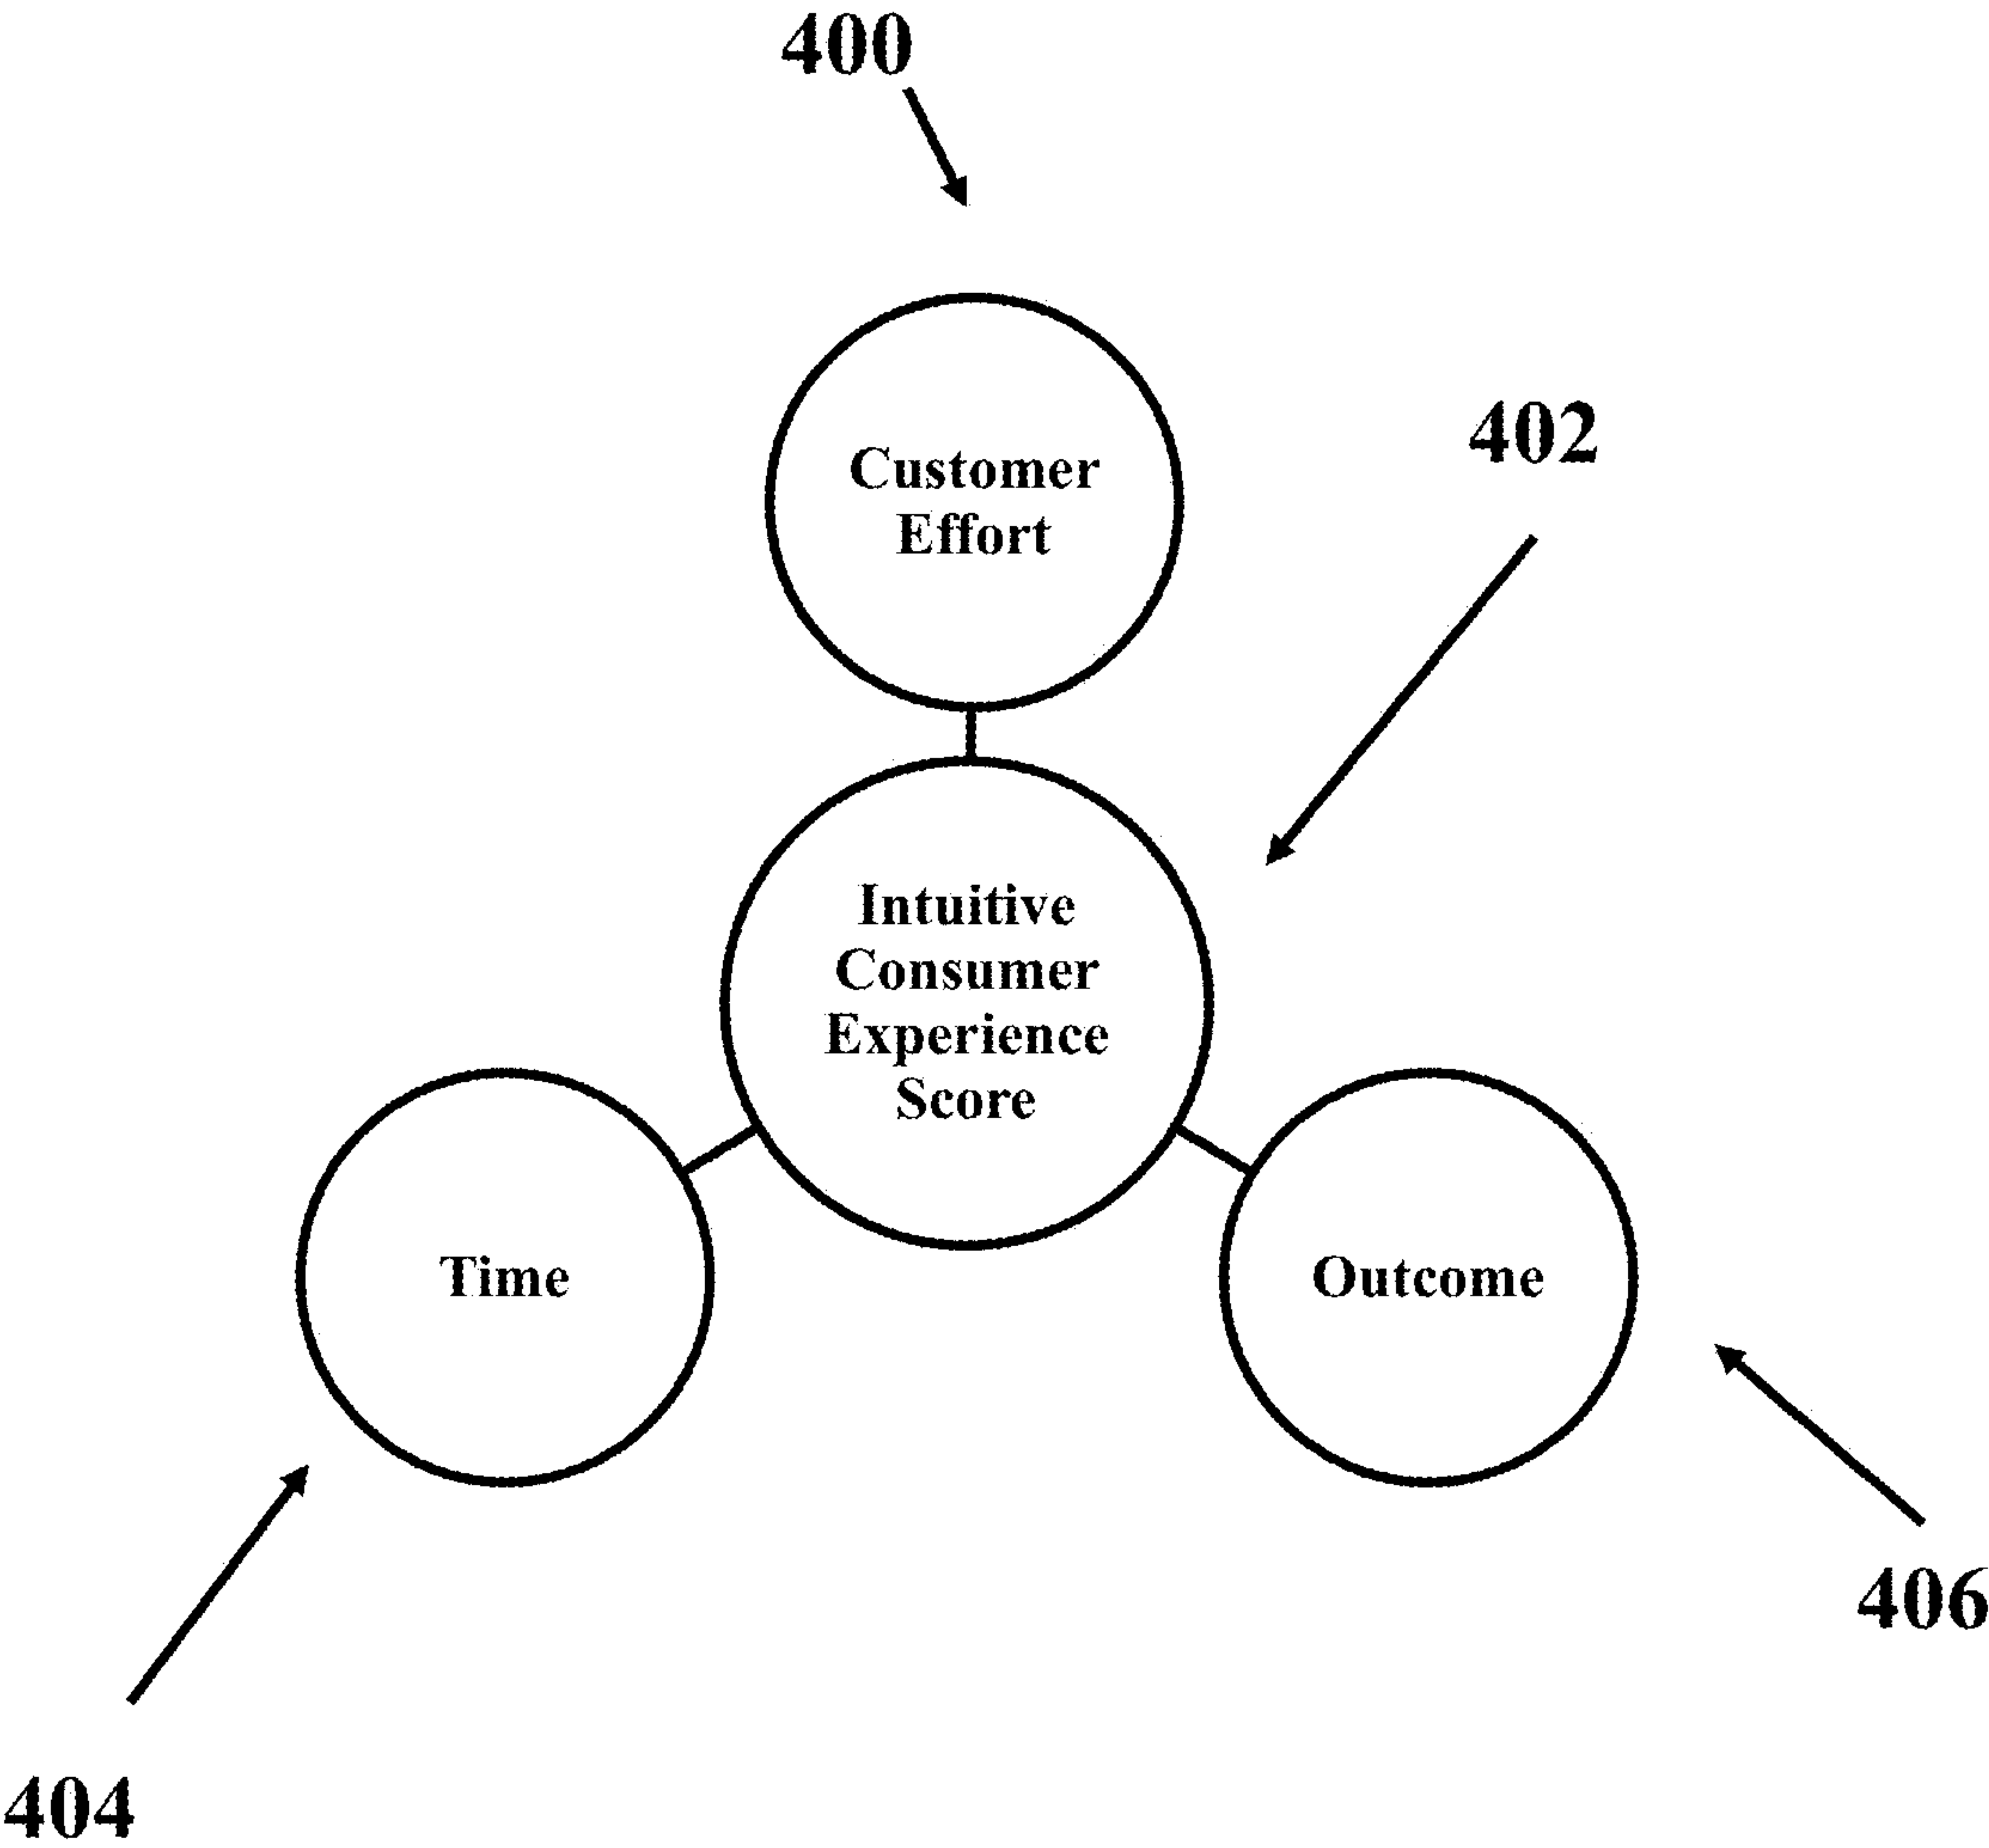 400
402
Customer
Effort
Intuitive
Consumer
Experience
Score
Time
Outcome
406
404